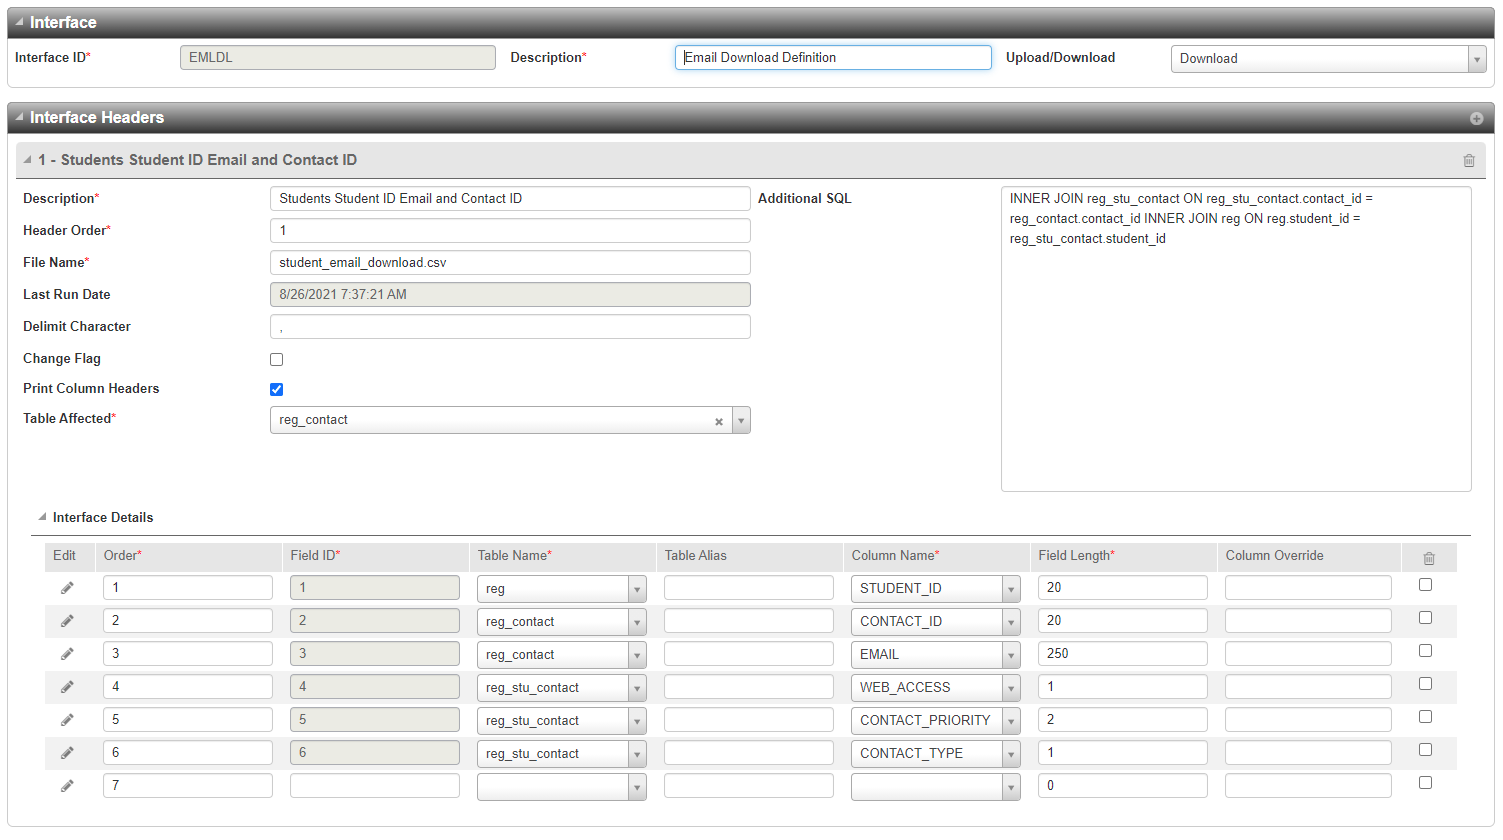 Interface
Interface ID* EMLDL Description* Email Download Definition Upload/Download Download
Interface Headers
1 - Students Student ID Email and Contact ID
Description* Students Student ID Email and Contact ID Additional SQL INNER JOIN reg_stu_contact ON reg_stu_contact.contact_id =
reg_contact.contact_id INNER JOIN reg ON reg.student_id =
Header Order* 1
reg_stu_contact.student_id
File Name* student_email_download.csv
Last Run Date 8/26/2021 7:37:21 AM
Delimit Character ,
Change Flag
Print Column Headers
Table Affected* reg_contact
Interface Details
Edit Order* Field ID* Table Name* Table Alias Column Name* Field Length* Column Override
1 1 reg STUDENT_ID 20
2 2 reg_contact CONTACT_ID 20
3 3 reg_contact EMAIL 250
4 4 reg_stu_contact WEB_ACCESS 1
5 5 reg_stu_contact CONTACT_PRIORITY 2
6 6 reg_stu_contact CONTACT_TYPE 1
7 0